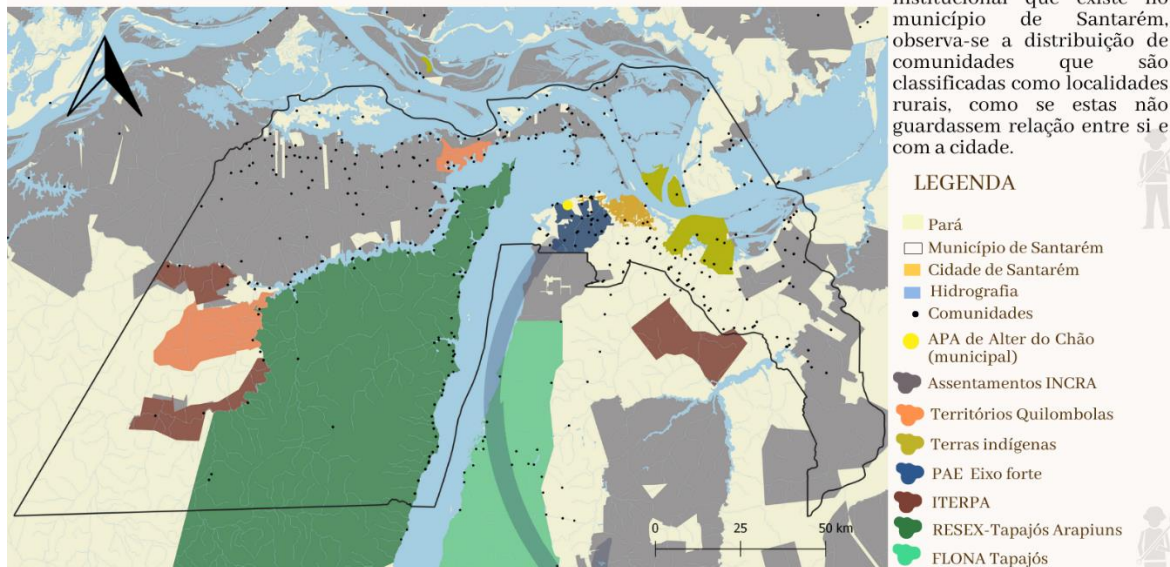 institucional que existe no
município de Santarém,
observa-se a distribuição de
comunidades que são
classificadas como localidades
rurais, como se estas não
guardassem relação entre si e
com a cidade.
LEGENDA
Pará
Município de Santarém
Cidade de Santarém
Hidrografia
Comunidades
APA de Alter do Chão
(municipal)
Assentamentos INCRA
Territórios Quilombolas
Terras indígenas
PAE Eixo forte
ITERPA
RESEX-Tapajós Arapiuns
FLONA Tapajós
0 25 50 km